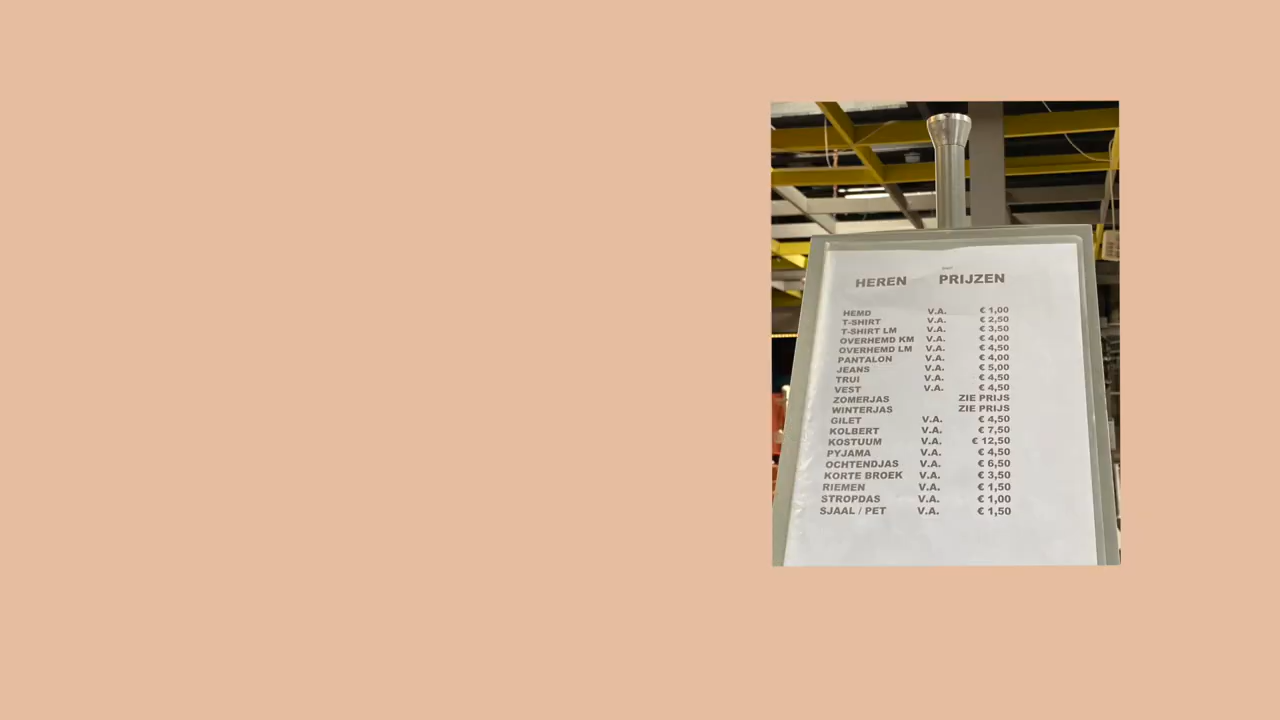 HEREN PRIJZEN
HEMD V.A. € 1,00
T-SHIRT V.A. € 2,50
T-SHIRT LM V.A. € 3,50
OVERHEMD KM V.A. € 4,00
OVERHEMD LM V.A. € 4,50
PANTALON V.A. € 4,00
JEANS V.A. € 5,00
TRUI V.A. € 4,50
VEST V.A. € 4,50
ZOMERJAS ZIE PRIJS
WINTERJAS ZIE PRIJS
GILET V.A. € 4,50
KOLBERT V.A. € 7,50
KOSTUUM V.A. € 12,50
PYJAMA V.A. € 4,50
OCHTENDJAS V.A. € 6,50
KORTE BROEK V.A. € 3,50
RIEMEN V.A. € 1,50
STROPDAS V.A. € 1,00
SJAAL / PET V.A. € 1,50